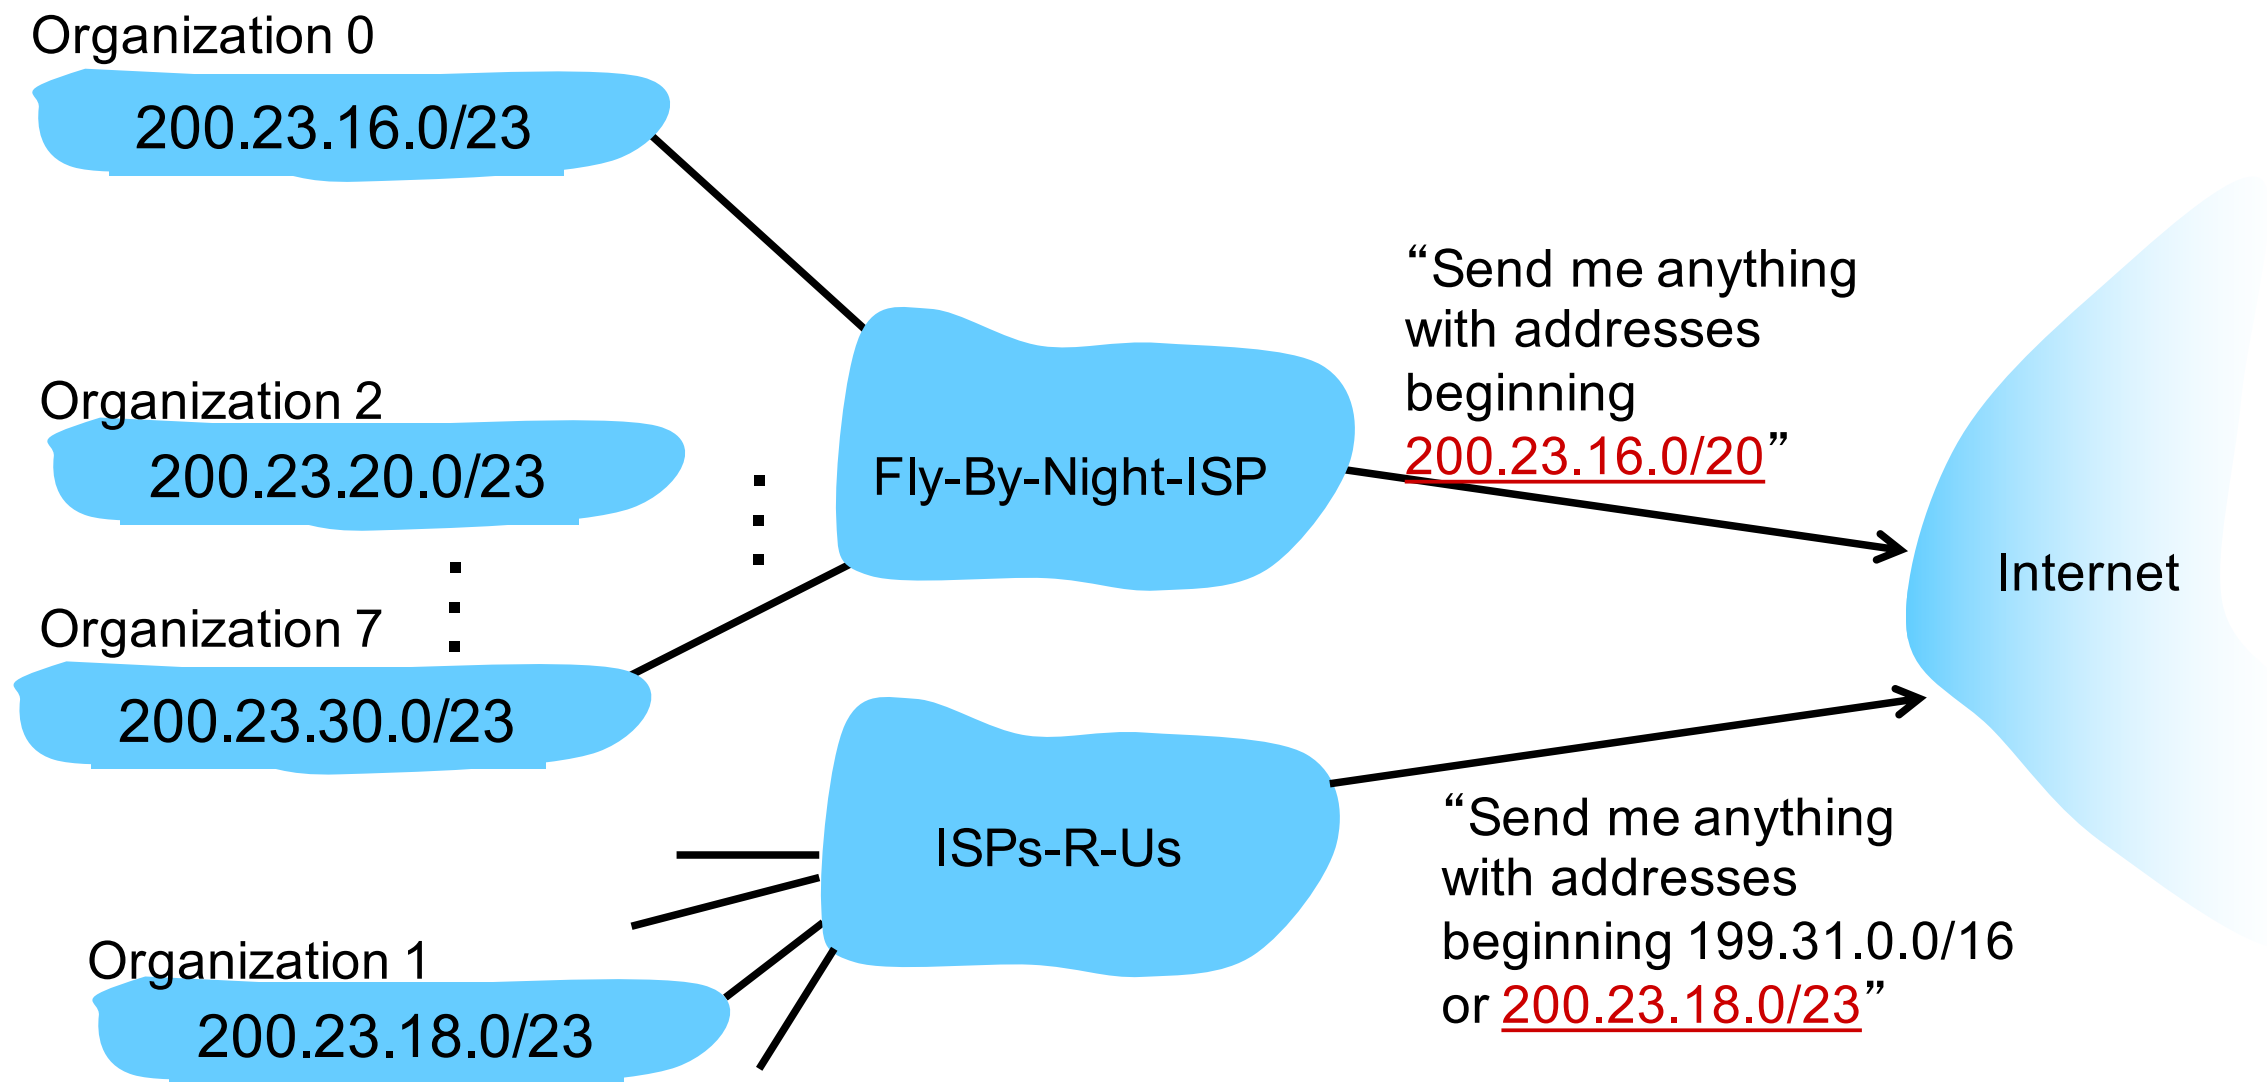 Organization 0
200.23.16.0/23
Organization 2
200.23.20.0/23
Organization 7
200.23.30.0/23
Fly-By-Night-ISP
“Send me anything
with addresses
beginning
200.23.16.0/20”
Internet
ISPs-R-Us
“Send me anything
with addresses
beginning 199.31.0.0/16
or 200.23.18.0/23”
Organization 1
200.23.18.0/23